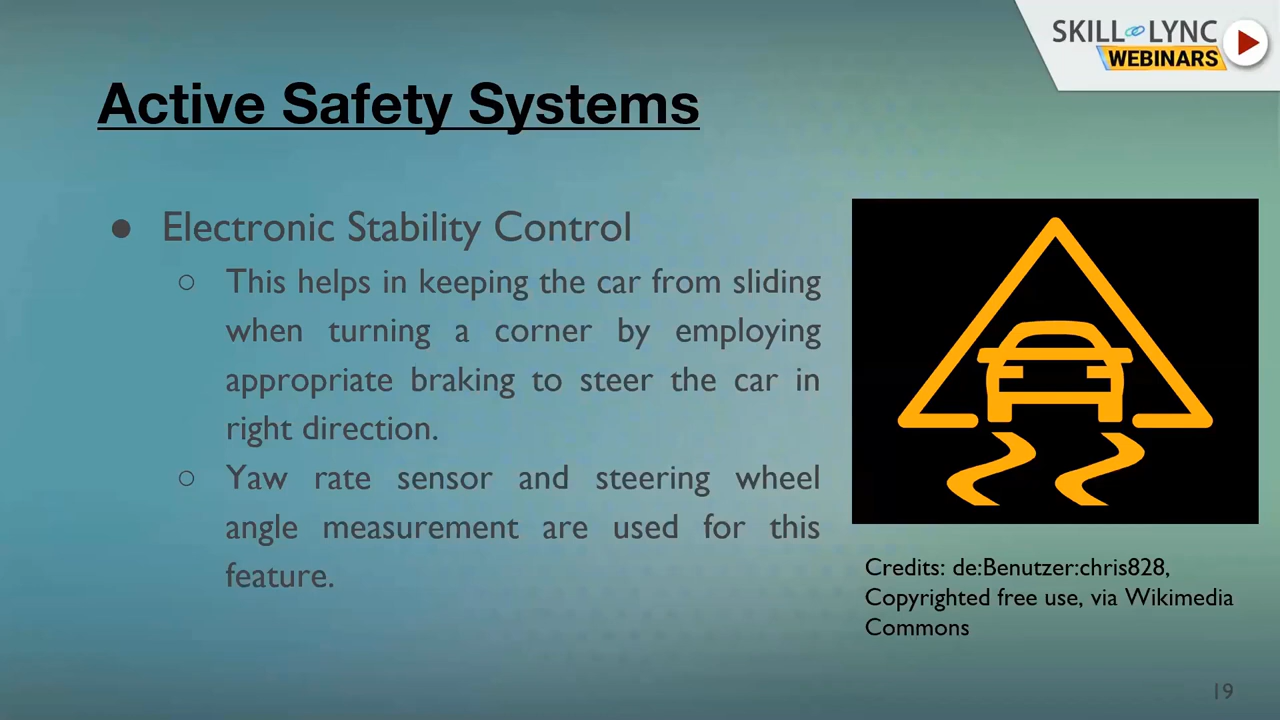 SKILL LYNC
WEBINARS
Active Safety Systems
● Electronic Stability Control
○ This helps in keeping the car from sliding
when turning a corner by employing
appropriate braking to steer the car in
right direction.
○ Yaw rate sensor and steering wheel
angle measurement are used for this
feature.
Credits: de:Benutzer:chris828,
Copyrighted free use, via Wikimedia
Commons
19